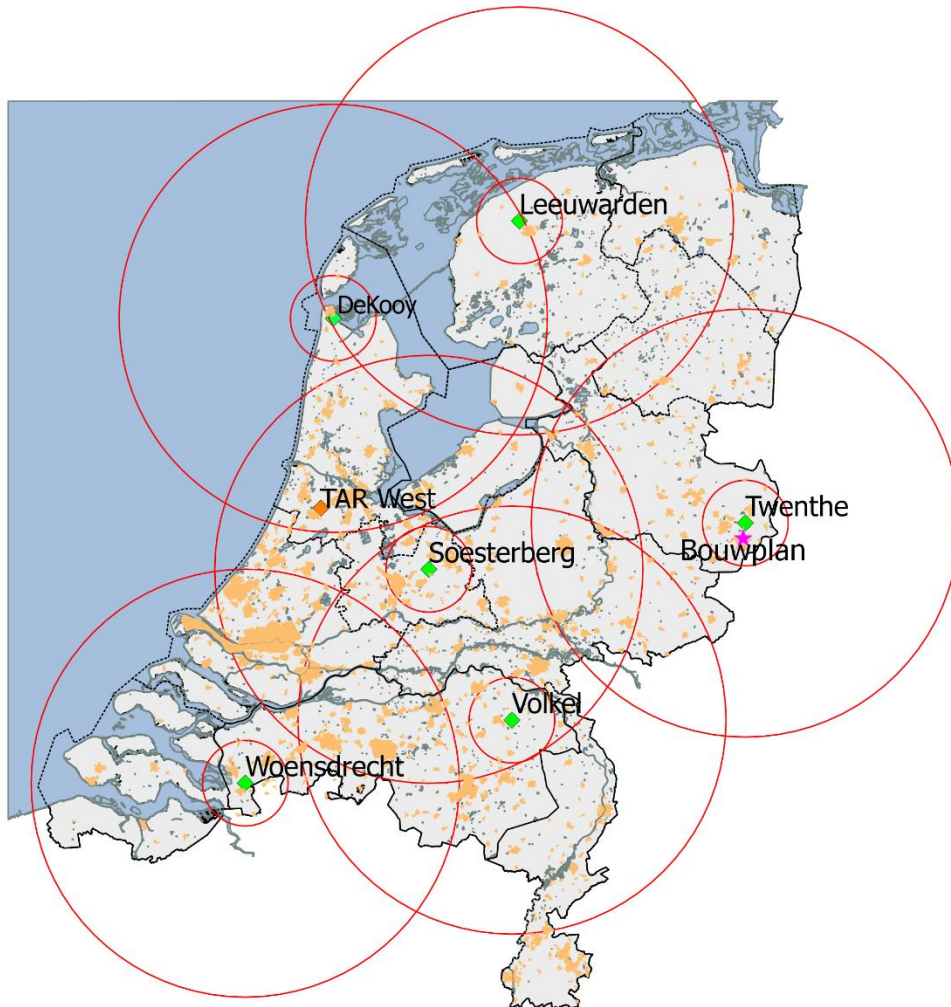 Leeuwarden
DeKooy
TAR West
Twenthe
Bouwplan
Soesterberg
Volkel
Woensdrecht